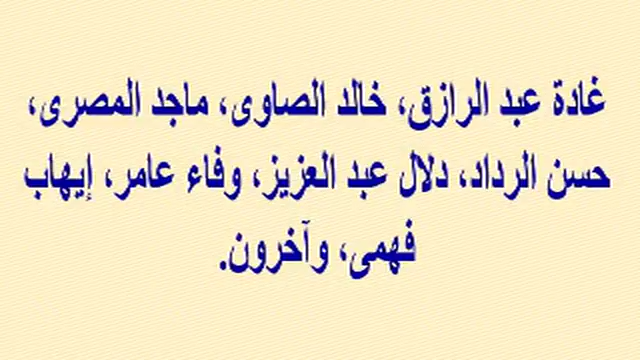 غادة عبد الرازق، خالد الصاوى، ماجد المصرى،
حسن الرداد، دلال عبد العزيز، وفاء عامر، إيهاب
فهمى، وآخرون.